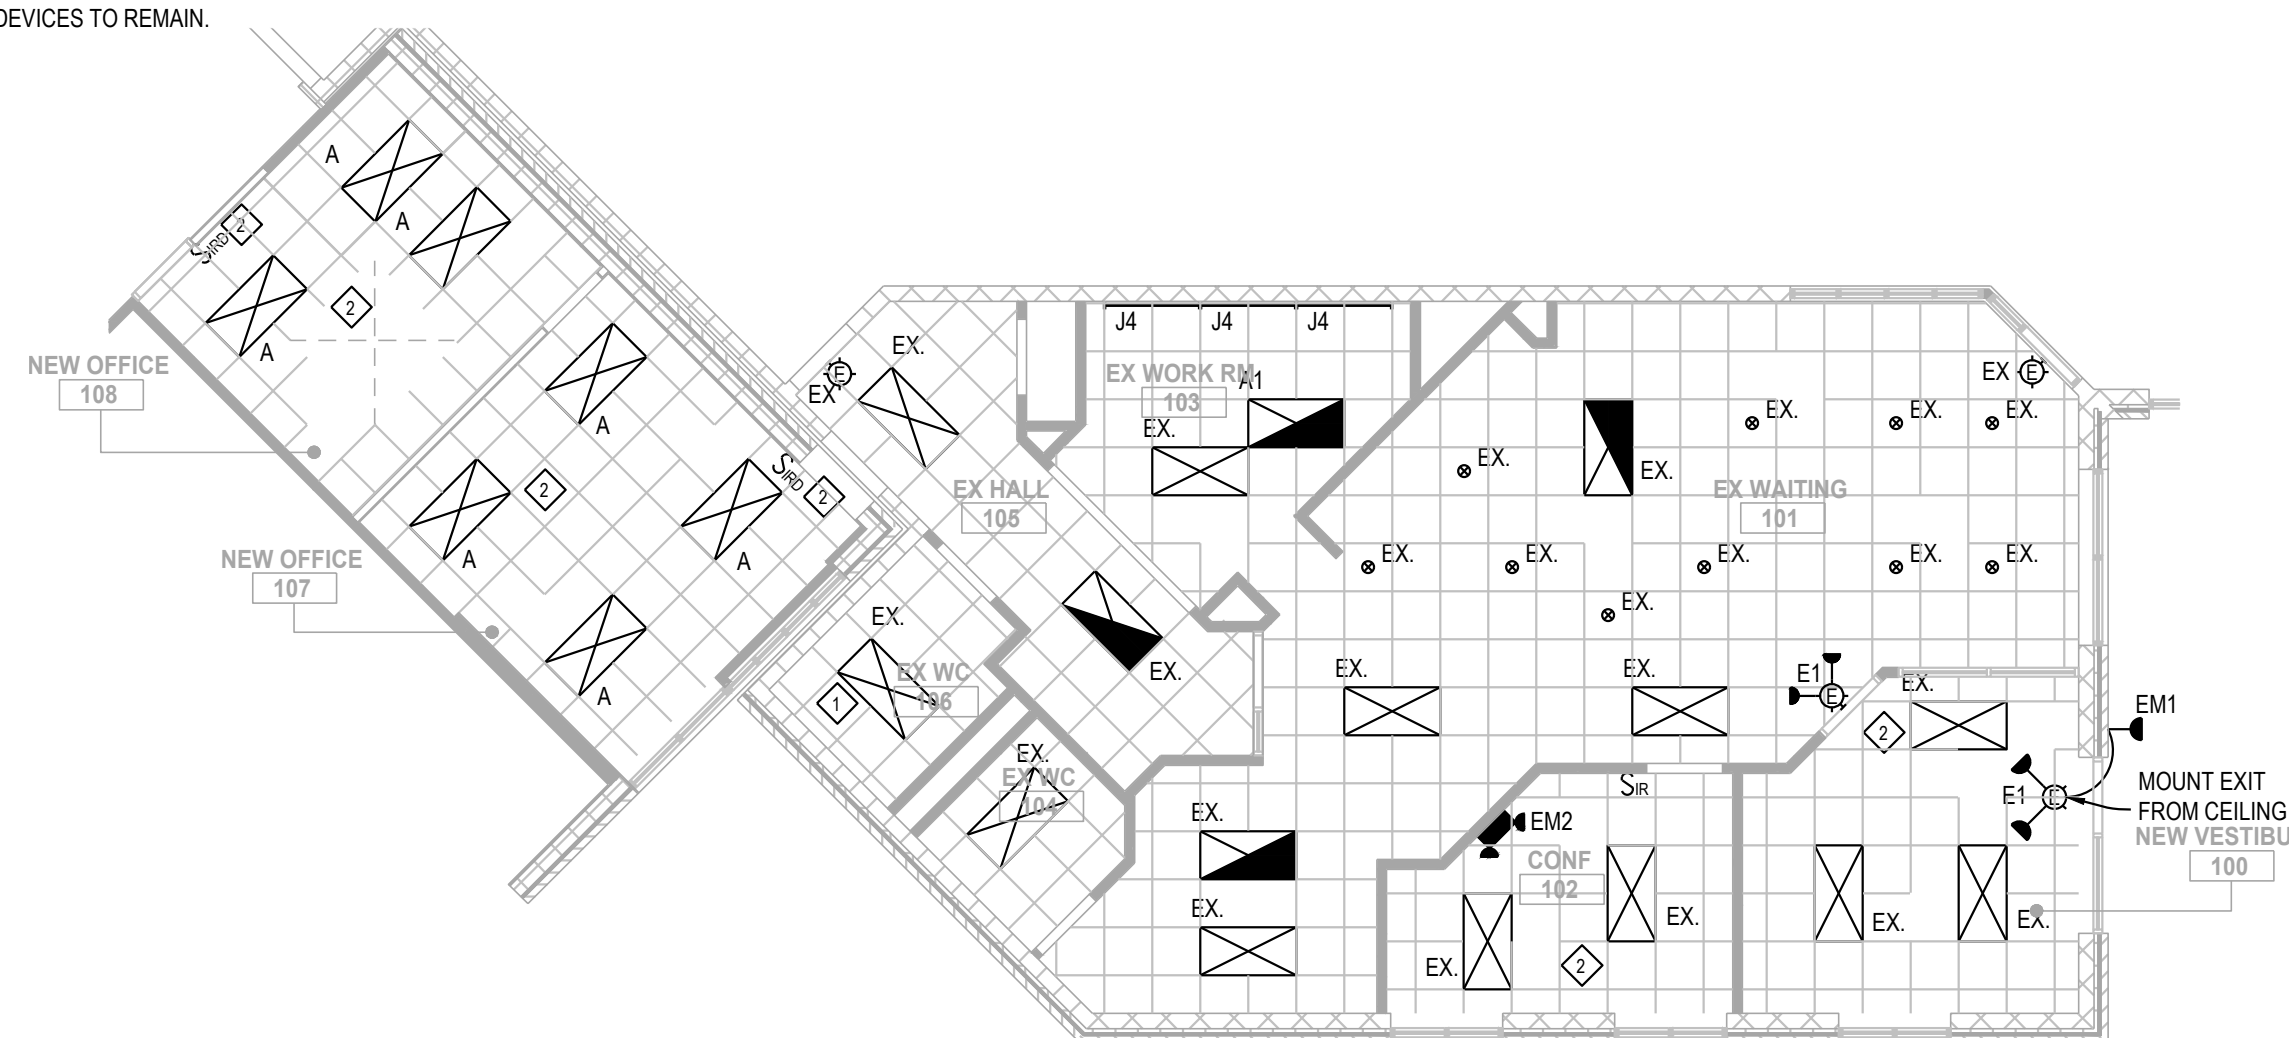 DEVICES TO REMAIN.
A
A
SIRD
2
A
2
NEW OFFICE
108
A
2
A
SIRD
2
A
A
NEW OFFICE
107
EX.
E
EX
J4
J4
J4
EX WORK RM
103
A1
EX.
EX HALL
105
EX.
EX.
EX WC
106
1
EX.
EX WC
104
EX
E
EX.
EX.
EX.
EX.
EX.
EX WAITING
101
EX.
EX.
EX.
EX.
EX.
EX.
EX.
EX.
E1
E
EX.
2
EM1
MOUNT EXIT
FROM CEILING
E1
E
NEW VESTIBU
100
EX.
EX.
SIR
EM2
CONF
102
EX.
EX.
2
EX.
EX.